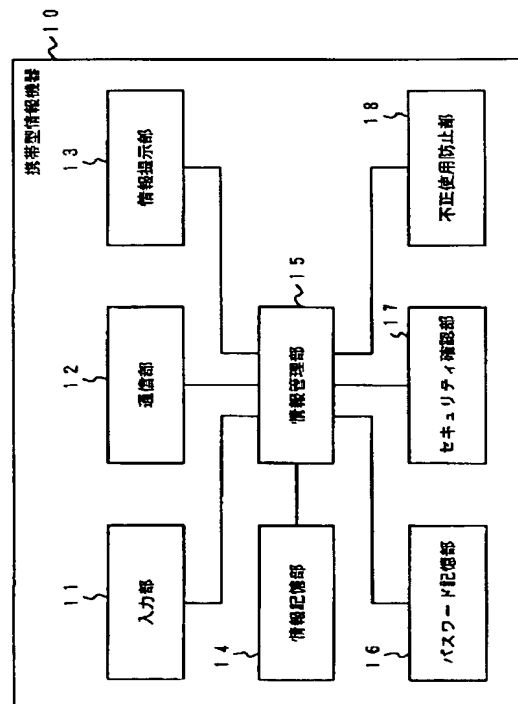 携帯型情報機器
１０
１１
入力部
１２
通信部
１３
情報提示部
１４
情報記憶部
１５
情報管理部
１６
パスワード記憶部
１７
セキュリティ確認部
１８
不正使用防止部